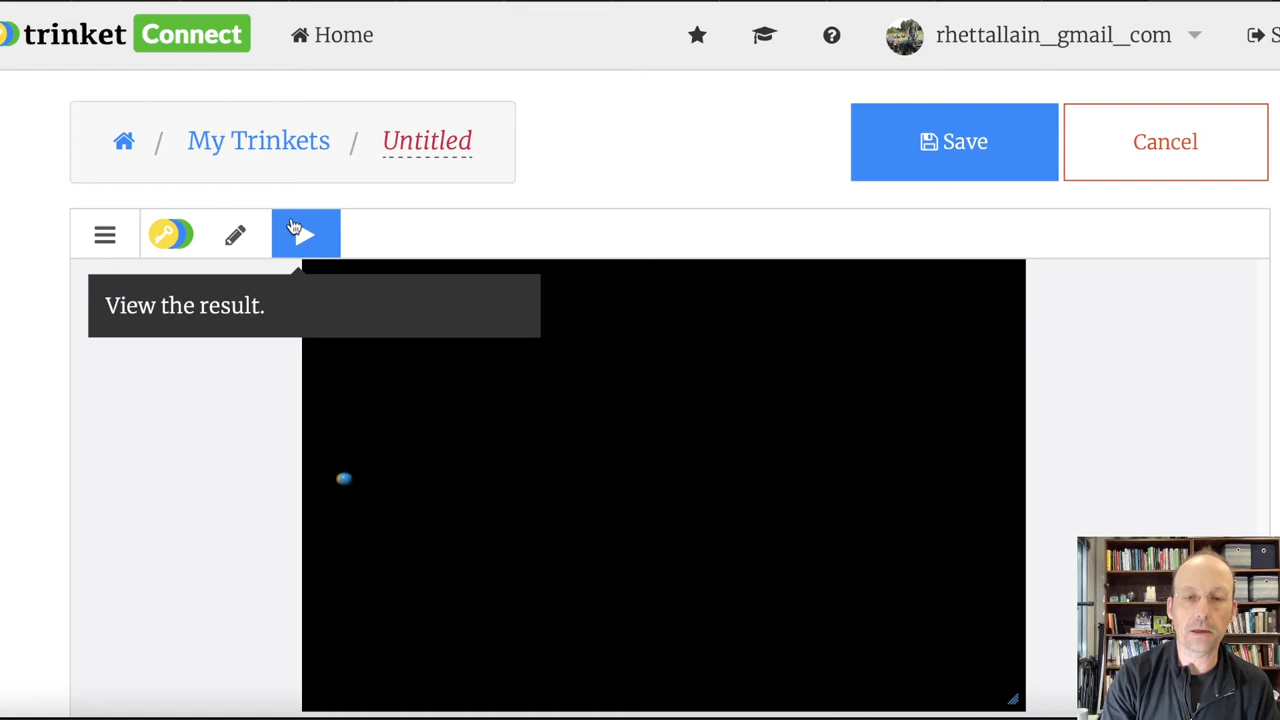 trinket Connect Home rhettallain_gmail_com S
/ My Trinkets / Untitled Save Cancel
View the result.